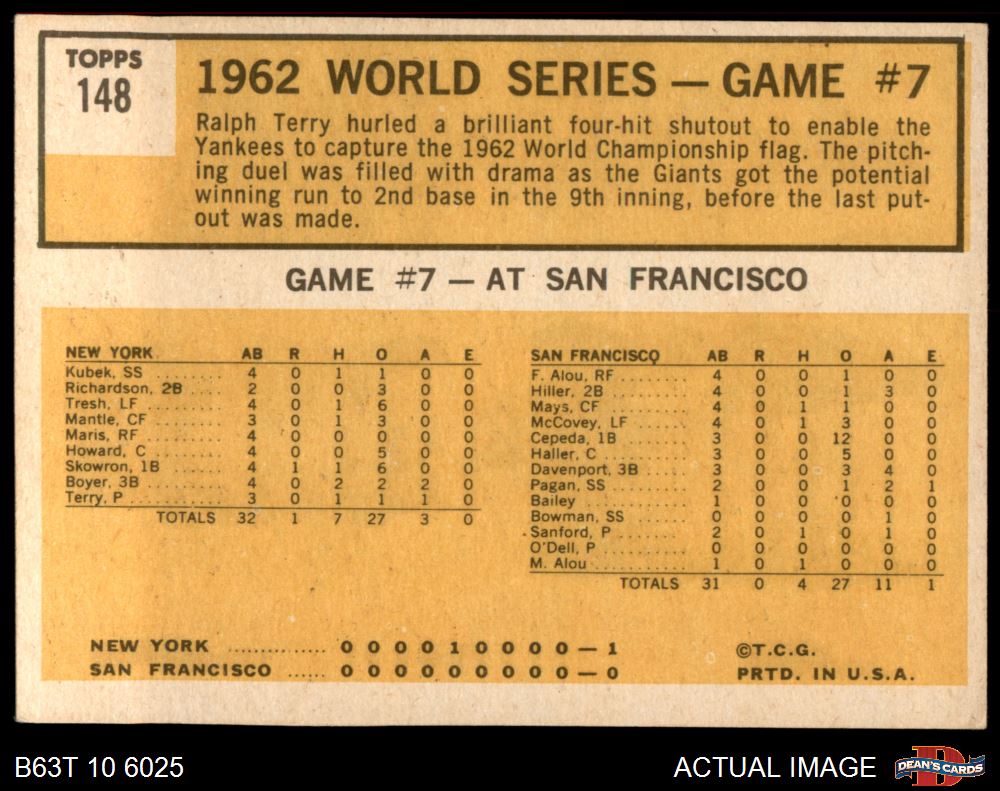 TOPPS
148
1962 WORLD SERIES — GAME #7
Ralph Terry hurled a brilliant four-hit shutout to enable the
Yankees to capture the 1962 World Championship flag. The pitch-
ing duel was filled with drama as the Giants got the potential
winning run to 2nd base in the 9th inning, before the last put-
out was made.
GAME #7 — AT SAN FRANCISCO
NEW YORK AB R H O A E
Kubek, SS ........ 4 0 1 1 0 0
Richardson, 2B .... 2 0 0 3 0 0
Tresh, LF ......... 4 0 1 6 0 0
Mantle, CF ........ 3 0 1 3 0 0
Maris, RF ......... 4 0 0 0 0 0
Howard, C ........ 4 0 0 5 0 0
Skowron, 1B ...... 4 1 1 6 0 0
Boyer, 3B ........ 4 0 2 2 2 0
Terry, P .......... 3 0 1 1 1 0
TOTALS 32 1 7 27 3 0
SAN FRANCISCO AB R H O A E
F. Alou, RF ........ 4 0 0 1 0 0
Hiller, 2B ......... 4 0 0 1 3 0
Mays, CF ......... 4 0 1 1 0 0
McCovey, LF ...... 4 0 1 3 0 0
Cepeda, 1B ....... 3 0 0 12 0 0
Haller, C ......... 3 0 0 5 0 0
Davenport, 3B ..... 3 0 0 3 4 0
Pagan, SS ........ 2 0 0 1 2 1
Bailey ........... 1 0 0 0 0 0
Bowman, SS ...... 0 0 0 0 1 0
Sanford, P ........ 2 0 1 0 1 0
O'Dell, P .......... 0 0 0 0 0 0
M. Alou ........... 1 0 1 0 0 0
TOTALS 31 0 4 27 11 1
NEW YORK ............... 0 0 0 0 1 0 0 0 0 — 1
SAN FRANCISCO ...... 0 0 0 0 0 0 0 0 0 — 0
©T.C.G.
PRTD. IN U.S.A.
B63T 10 6025
ACTUAL IMAGE
D
DEAN'S CARDS